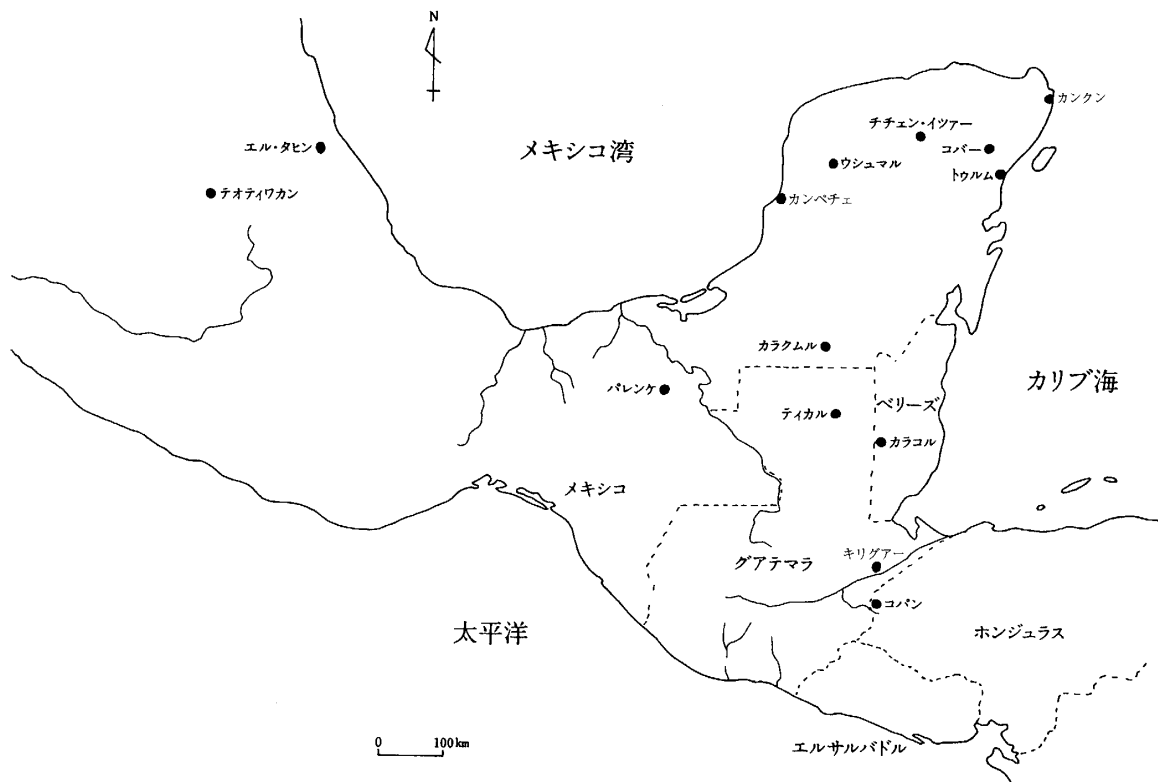 N
カンクン
チチェン・イツァー
エル・タヒン
メキシコ湾
コバー
ウシュマル
トゥルム
テオティワカン
カンペチェ
カラクムル
カリブ海
パレンケ
ベリーズ
ティカル
カラコル
メキシコ
キリグアー
グアテマラ
コパン
太平洋
ホンジュラス
0 100km
エルサルバドル